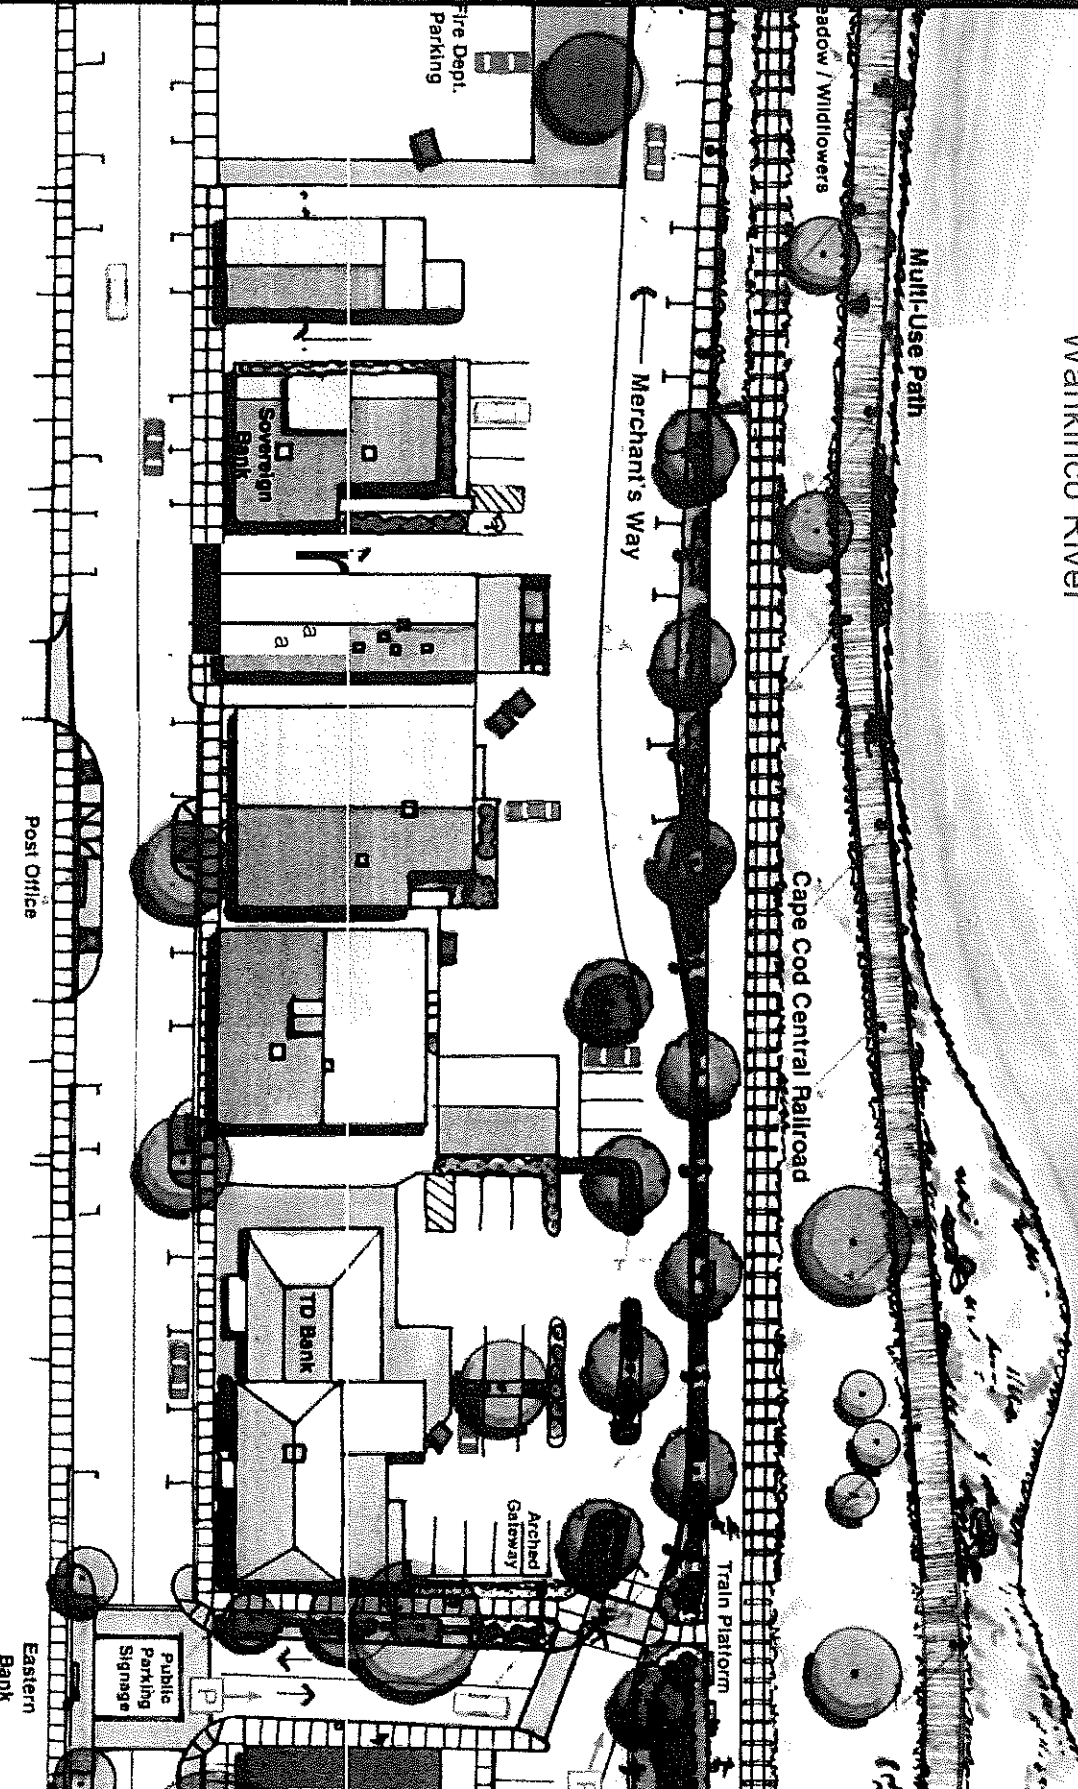 Wankinco River
Multi-Use Path
eadow / Wildflowers
Cape Cod Central Railroad
Train Platform
Fire Dept.
Parking
Merchant's Way
Arched
Gateway
Sovereign
Bank
a
a
TD Bank
P
P
Public
Parking
Signage
Post Office
Eastern
Bank